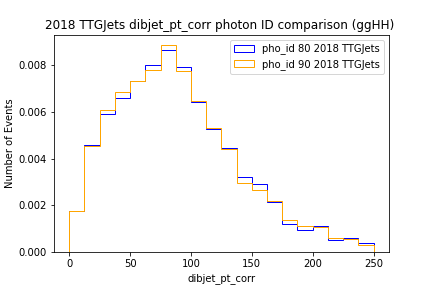 2018 TTGJets dibjet_pt_corr photon ID comparison (ggHH)
pho_id 80 2018 TTGJets
pho_id 90 2018 TTGJets
Number of Events
0.008
0.006
0.004
0.002
0.000
0 50 100 150 200 250
dibjet_pt_corr